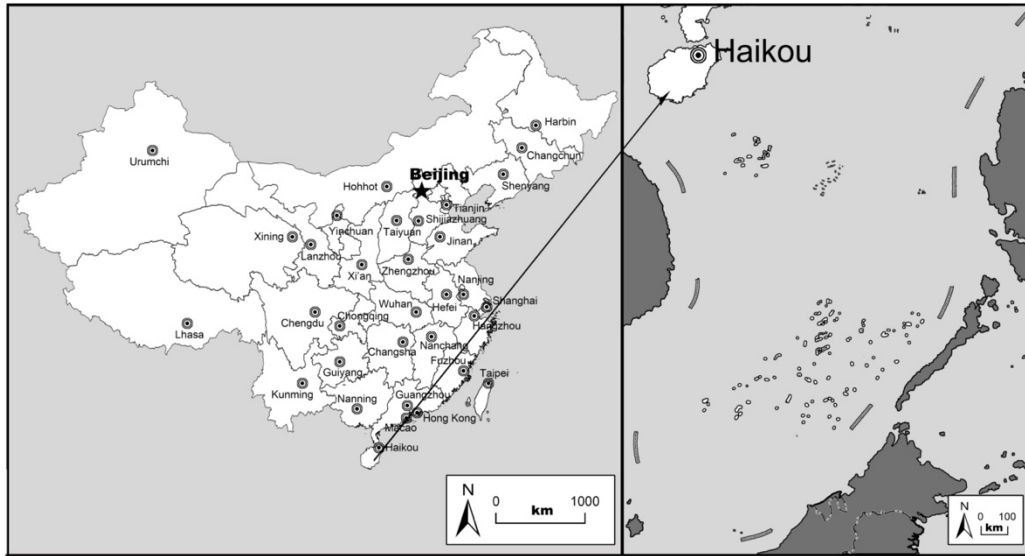 Harbin
Changchun
Urumchi
Beijing
Shenyang
Hohhot
Tianjin
Shijiazhuang
Yinchuan
Taiyuan
Xining
Jinan
Lanzhou
Zhengzhou
Xi'an
Nanjing
Hefei
Shanghai
Wuhan
Chengdu
Chongqing
Hangzhou
Lhasa
Changsha
Nanchang
Fuzhou
Guiyang
Taipei
Kunming
Guangzhou
Nanning
Hong Kong
Macao
Haikou
N
0 1000
km
Haikou
N
0 100
km